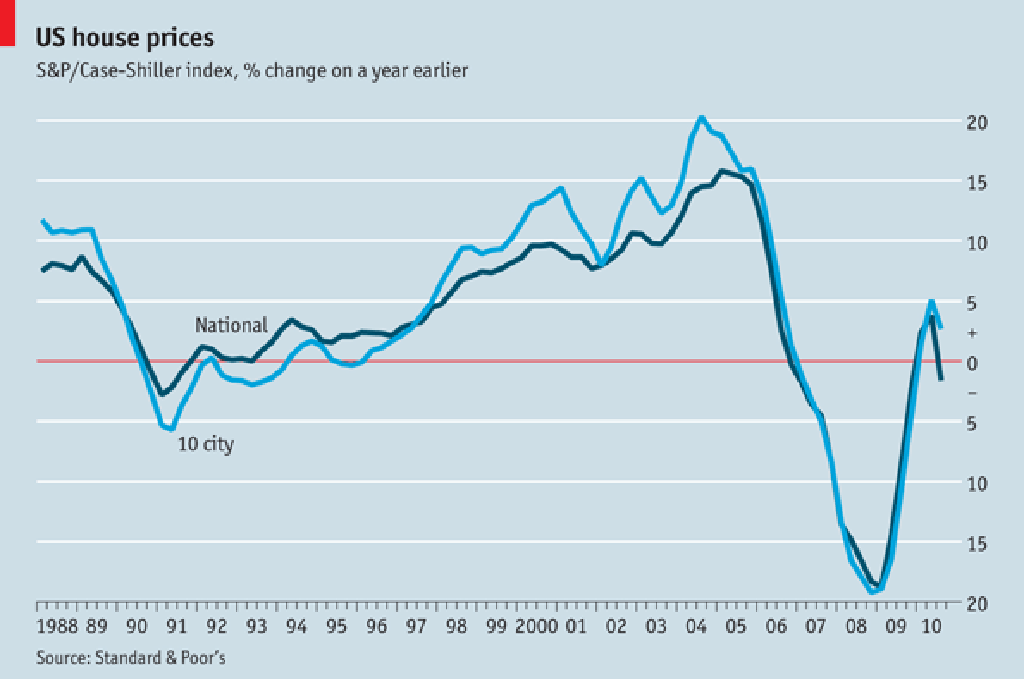 US house prices
S&P/Case-Shiller index, % change on a year earlier
20
15
10
5
+
0
–
5
10
15
20
National
10 city
1988 89 90 91 92 93 94 95 96 97 98 99 2000 01 02 03 04 05 06 07 08 09 10
Source: Standard & Poor's